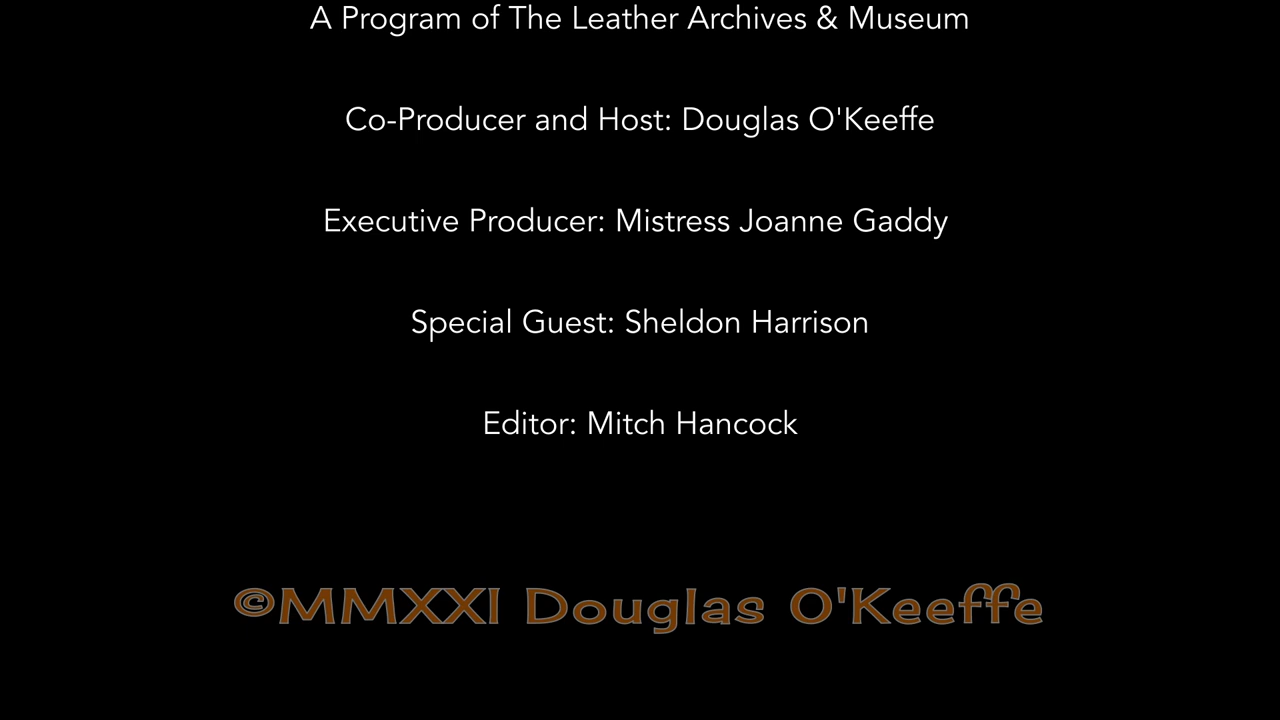 A Program of The Leather Archives & Museum
Co-Producer and Host: Douglas O'Keeffe
Executive Producer: Mistress Joanne Gaddy
Special Guest: Sheldon Harrison
Editor: Mitch Hancock
©MMXXI Douglas O'Keeffe